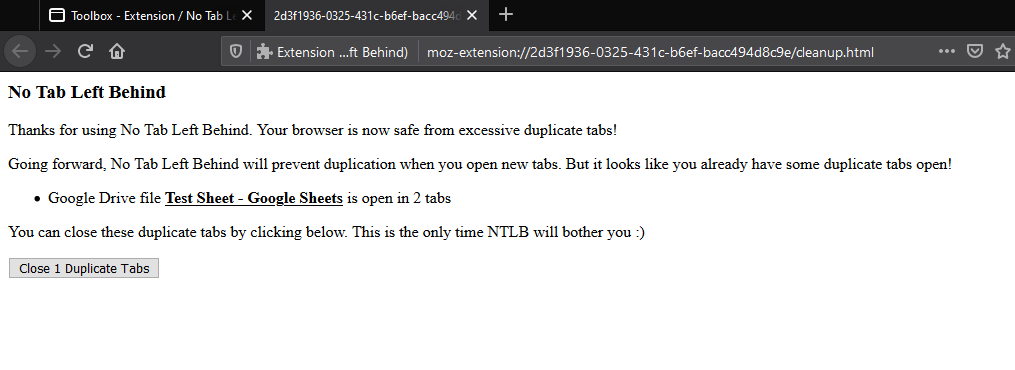 Toolbox - Extension / No Tab L
2d3f1936-0325-431c-b6ef-bacc494d
Extension ...ft Behind)
moz-extension://2d3f1936-0325-431c-b6ef-bacc494d8c9e/cleanup.html
No Tab Left Behind
Thanks for using No Tab Left Behind. Your browser is now safe from excessive duplicate tabs!
Going forward, No Tab Left Behind will prevent duplication when you open new tabs. But it looks like you already have some duplicate tabs open!
• Google Drive file Test Sheet - Google Sheets is open in 2 tabs
You can close these duplicate tabs by clicking below. This is the only time NTLB will bother you :)
Close 1 Duplicate Tabs